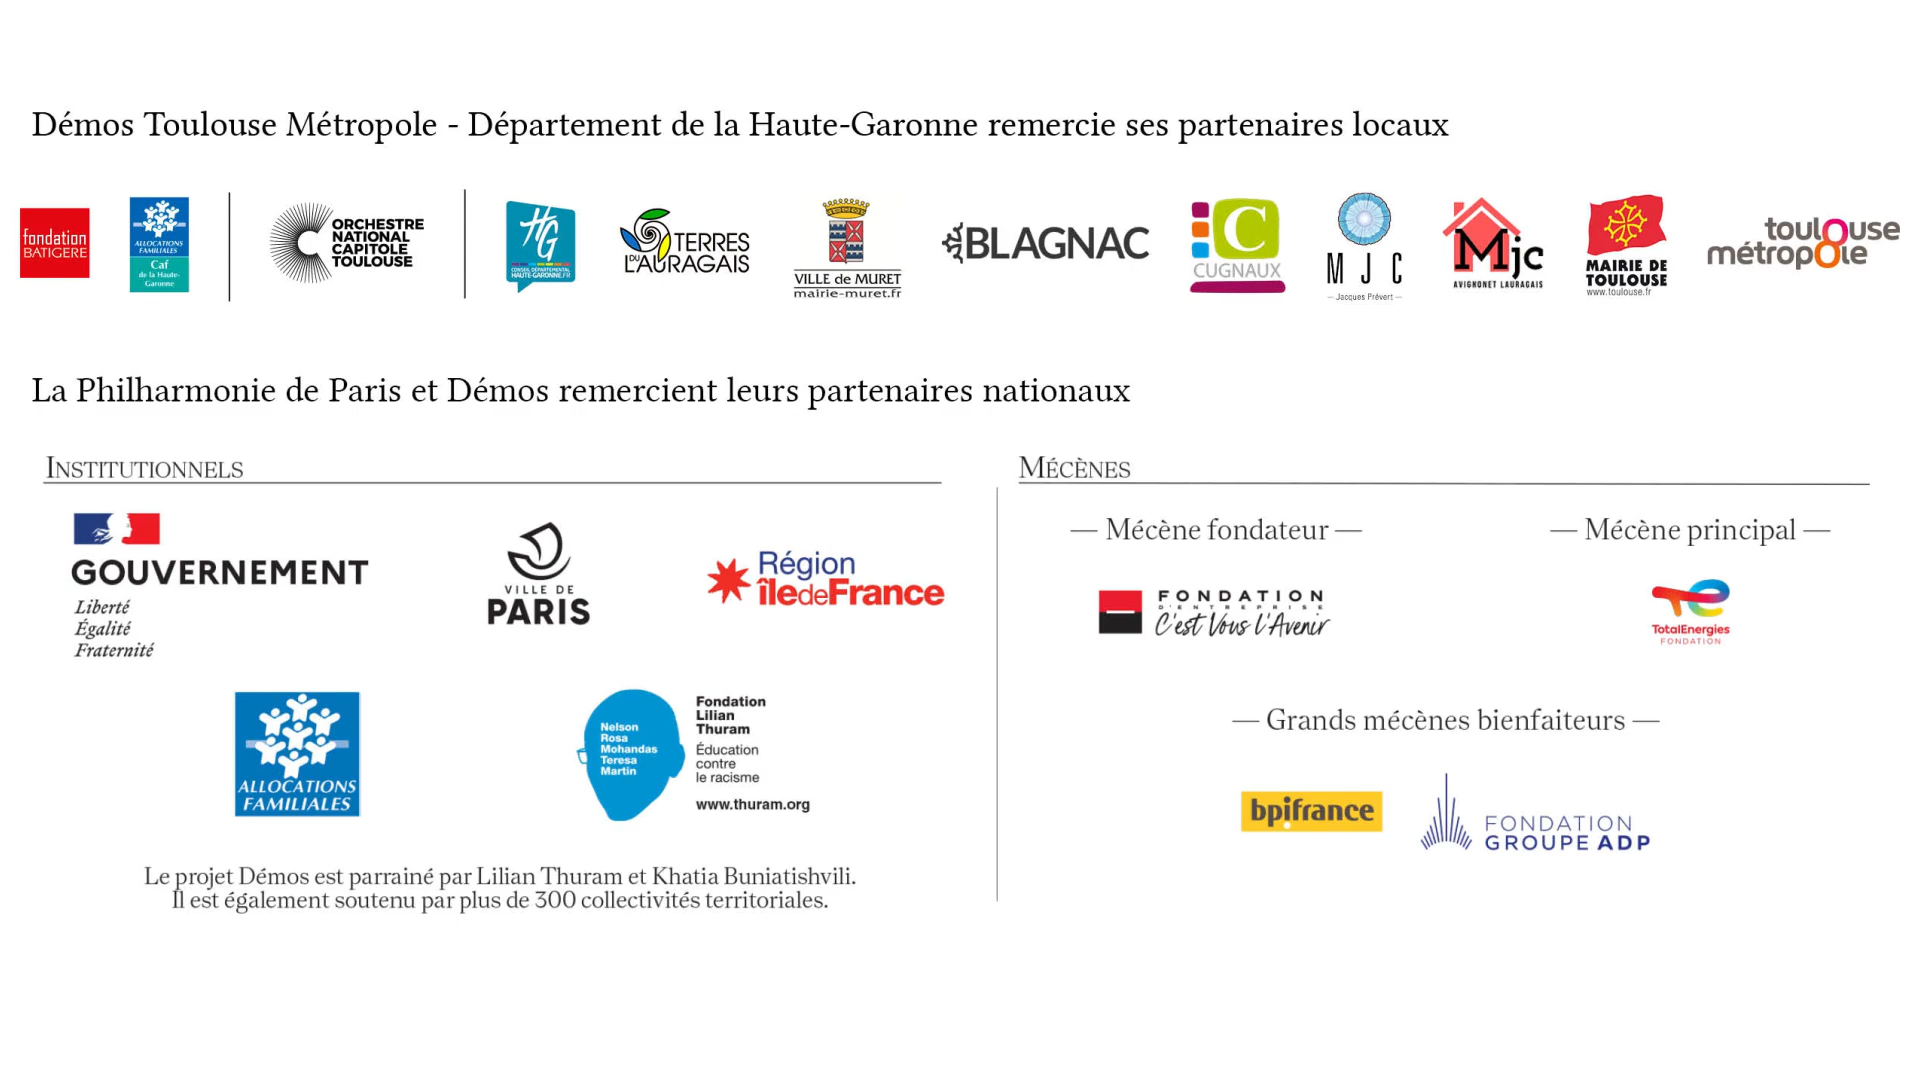 Démos Toulouse Métropole - Département de la Haute-Garonne remercie ses partenaires locaux
fondation
BATIGERE
ALLOCATIONS
FAMILIALES
Caf
de la Haute-
Garonne
ORCHESTRE
NATIONAL
CAPITOLE
TOULOUSE
HG
CONSEIL DÉPARTEMENTAL
HAUTE-GARONNE.FR
TERRES
DU
L'AURAGAIS
VILLE de MURET
mairie-muret.fr
BLAGNAC
C
CUGNAUX
M J C
— Jacques Prévert —
Mjc
AVIGNONET LAURAGAIS
MAIRIE DE
TOULOUSE
www.toulouse.fr
toulouse
métropole
La Philharmonie de Paris et Démos remercient leurs partenaires nationaux
INSTITUTIONNELS
GOUVERNEMENT
Liberté
Égalité
Fraternité
VILLE DE
PARIS
Région
îledeFrance
ALLOCATIONS
FAMILIALES
Nelson
Rosa
Mohandas
Teresa
Martin
Fondation
Lilian
Thuram
Éducation
contre
le racisme
www.thuram.org
Le projet Démos est parrainé par Lilian Thuram et Khatia Buniatishvili.
Il est également soutenu par plus de 300 collectivités territoriales.
MÉCÈNES
— Mécène fondateur —
FONDATION
D'ENTREPRISE
C'est Vous l'Avenir
— Mécène principal —
TotalEnergies
FONDATION
— Grands mécènes bienfaiteurs —
bpifrance
FONDATION
GROUPE ADP